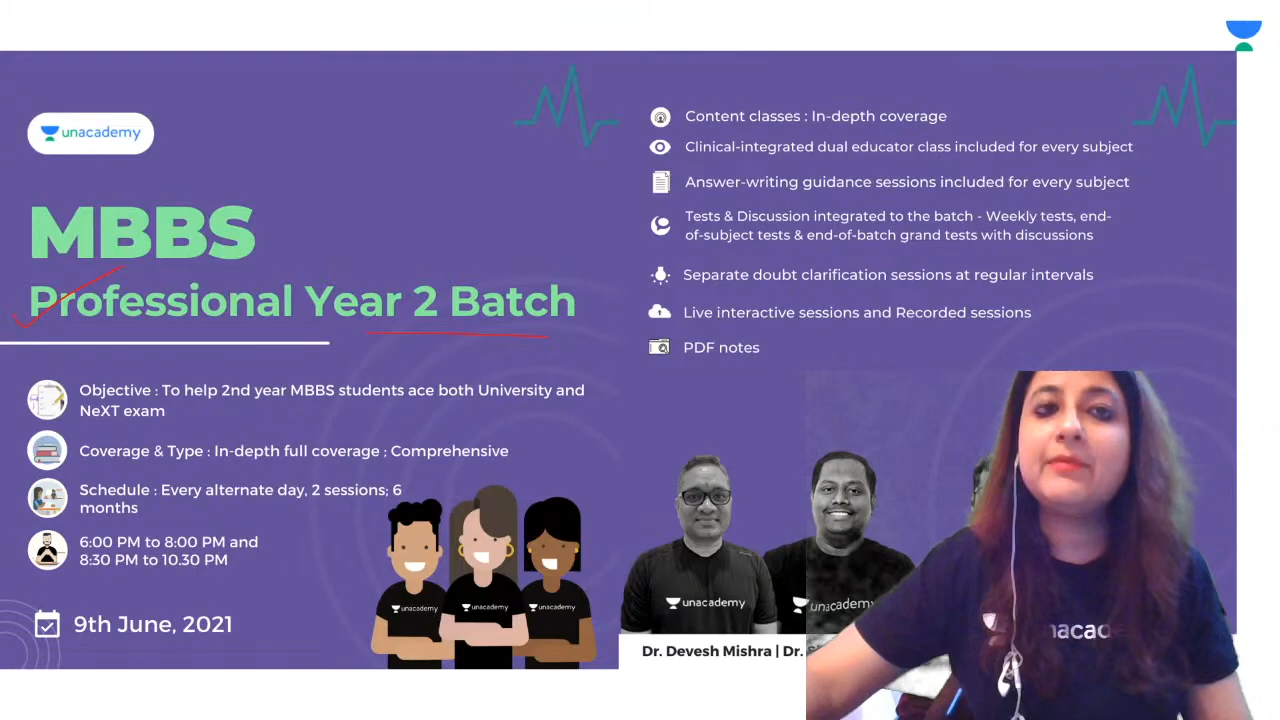 unacademy
MBBS
Professional Year 2 Batch
Objective : To help 2nd year MBBS students ace both University and
NeXT exam
Coverage & Type : In-depth full coverage ; Comprehensive
Schedule : Every alternate day, 2 sessions; 6
months
6:00 PM to 8:00 PM and
8:30 PM to 10.30 PM
9th June, 2021
unacademy
unacademy
unacademy
Content classes : In-depth coverage
Clinical-integrated dual educator class included for every subject
Answer-writing guidance sessions included for every subject
Tests & Discussion integrated to the batch - Weekly tests, end-
of-subject tests & end-of-batch grand tests with discussions
Separate doubt clarification sessions at regular intervals
Live interactive sessions and Recorded sessions
PDF notes
unacademy
unacademy
Dr. Devesh Mishra | Dr.